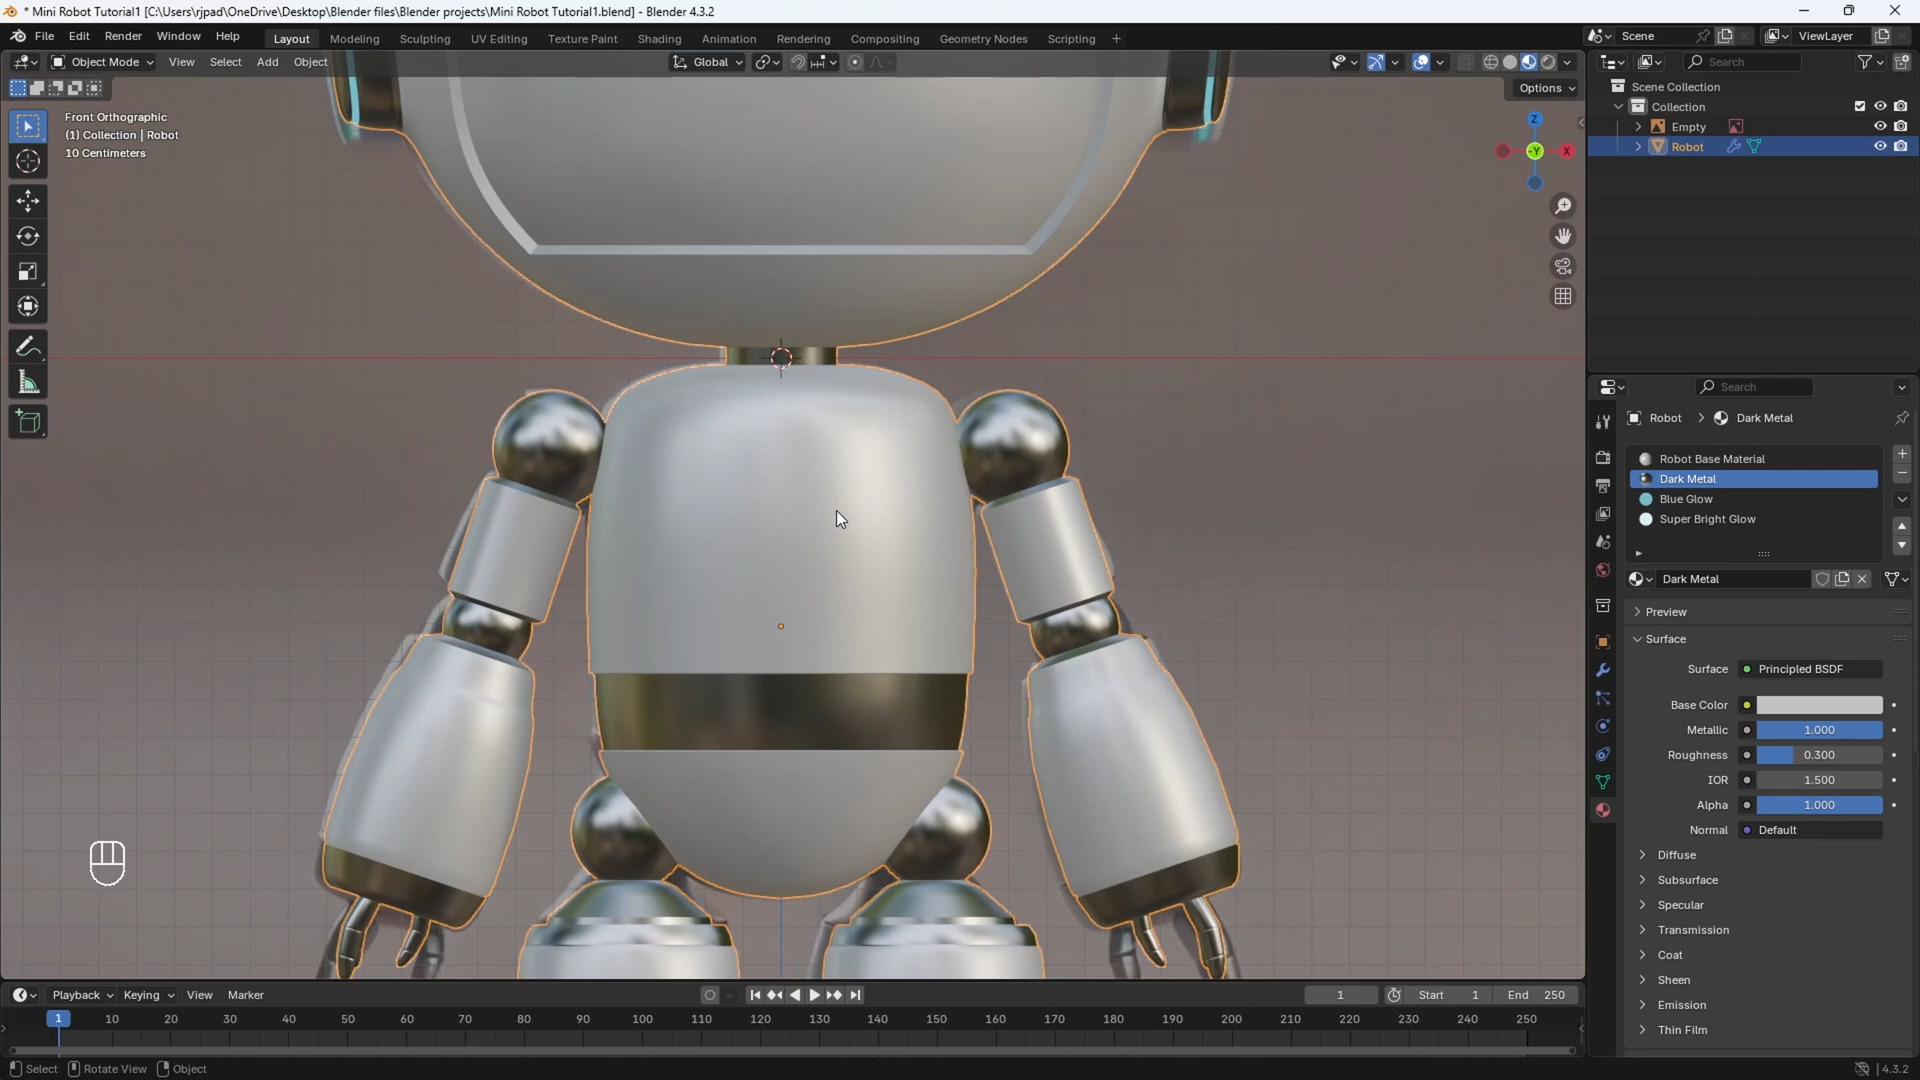 * Mini Robot Tutorial1 [C:\Users\rjpad\OneDrive\Desktop\Blender files\Blender projects\Mini Robot Tutorial1.blend] - Blender 4.3.2
File Edit Render Window Help Layout Modeling Sculpting UV Editing Texture Paint Shading Animation Rendering Compositing Geometry Nodes Scripting + Scene ViewLayer
Object Mode View Select Add Object Global Search
Options
Scene Collection
Collection
Empty
Robot
Front Orthographic
(1) Collection | Robot
10 Centimeters
Z
-Y
X
Search
Robot > Dark Metal
Robot Base Material
Dark Metal
Blue Glow
Super Bright Glow
Dark Metal
Preview
Surface
Surface Principled BSDF
Base Color
Metallic 1.000
Roughness 0.300
IOR 1.500
Alpha 1.000
Normal Default
Diffuse
Subsurface
Specular
Transmission
Coat
Sheen
Emission
Thin Film
Playback Keying View Marker 1 Start 1 End 250
1 10 20 30 40 50 60 70 80 90 100 110 120 130 140 150 160 170 180 190 200 210 220 230 240 250
Select Rotate View Object 4.3.2